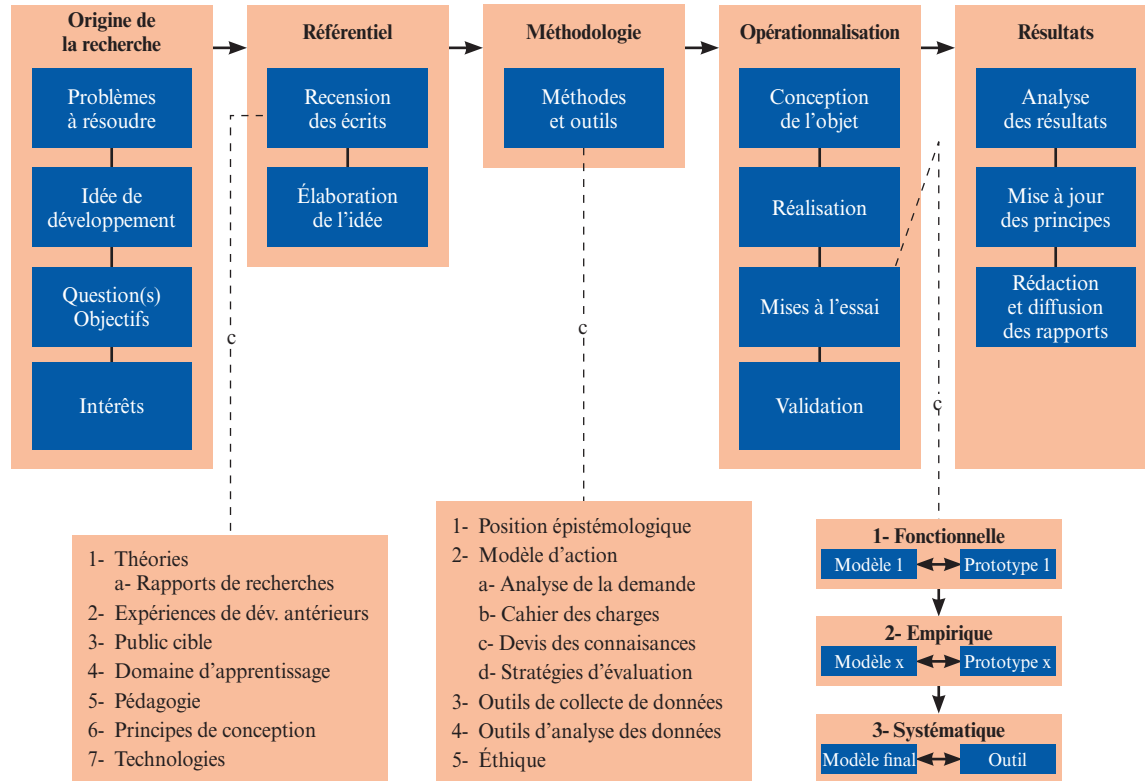 Origine de
la recherche
Problèmes
à résoudre
Idée de
développement
Question(s)
Objectifs
Intérêts
Référentiel
Recension
des écrits
Élaboration
de l'idée
Méthodologie
Méthodes
et outils
Opérationnalisation
Conception
de l'objet
Réalisation
Mises à l'essai
Validation
Résultats
Analyse
des résultats
Mise à jour
des principes
Rédaction
et diffusion
des rapports
c
c
c
1- Théories
a- Rapports de recherches
2- Expériences de dév. antérieurs
3- Public cible
4- Domaine d'apprentissage
5- Pédagogie
6- Principes de conception
7- Technologies
1- Position épistémologique
2- Modèle d'action
a- Analyse de la demande
b- Cahier des charges
c- Devis des connaisances
d- Stratégies d'évaluation
3- Outils de collecte de données
4- Outils d'analyse des données
5- Éthique
1- Fonctionnelle
Modèle 1 Prototype 1
2- Empirique
Modèle x Prototype x
3- Systématique
Modèle final Outil